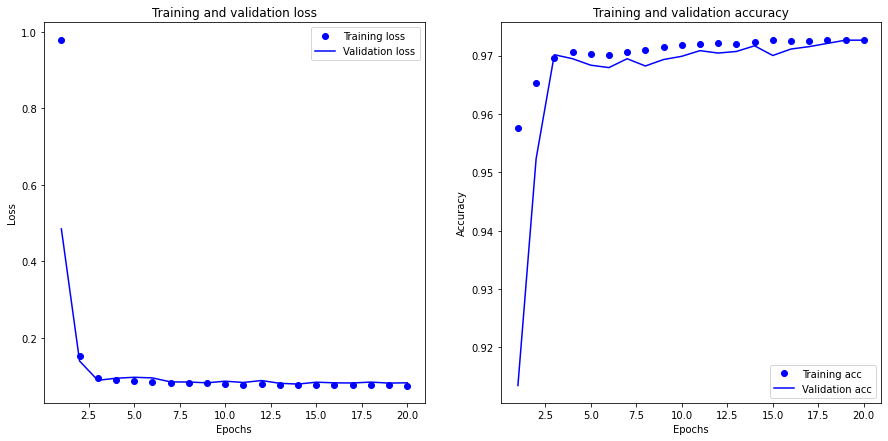 Training and validation loss
1.0
0.8
0.6
0.4
0.2
Loss
Training loss
Validation loss
2.5 5.0 7.5 10.0 12.5 15.0 17.5 20.0
Epochs
Training and validation accuracy
0.97
0.96
0.95
0.94
0.93
0.92
Accuracy
Training acc
Validation acc
2.5 5.0 7.5 10.0 12.5 15.0 17.5 20.0
Epochs